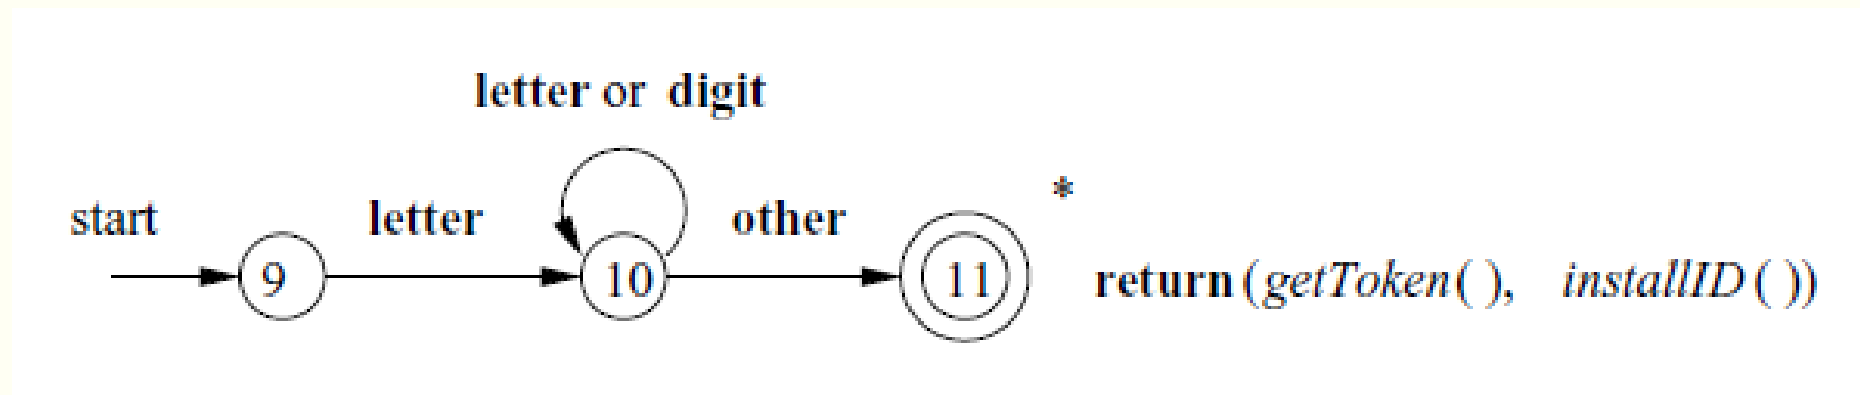 letter or digit
*
start letter other
9 10 11 return(getToken( ), installID( ))